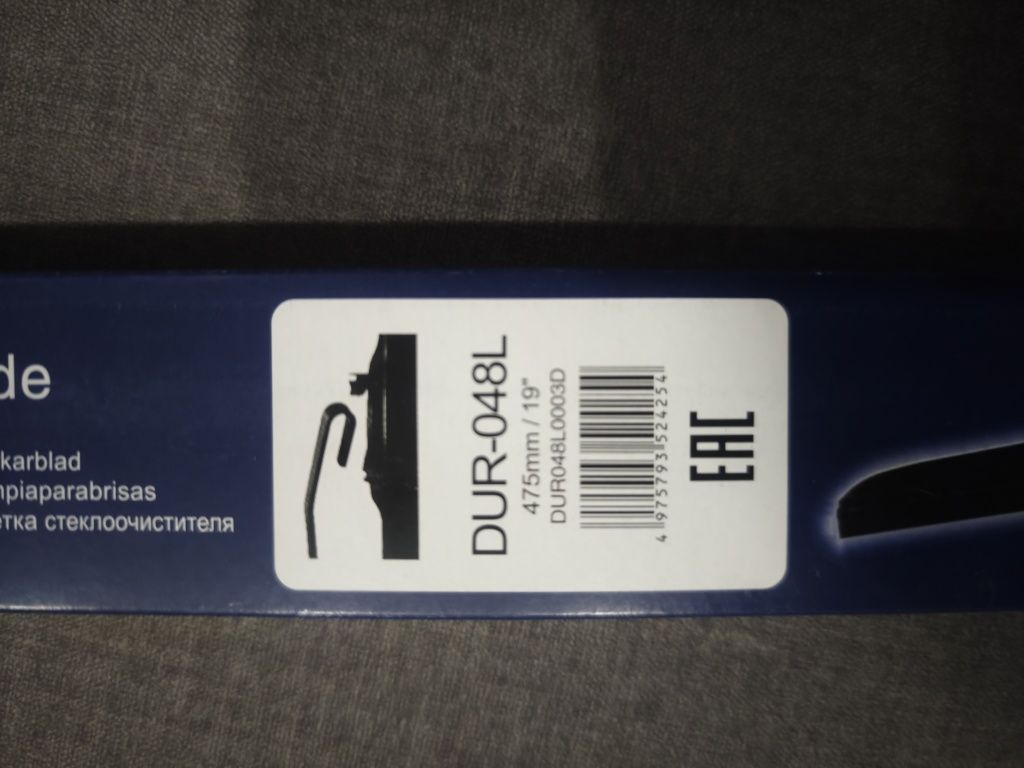 de
karblad
mpiaparabrisas
етка стеклоочистителя
DUR-048L
475mm / 19"
DUR048L0003D
4 975793 524254
EAC